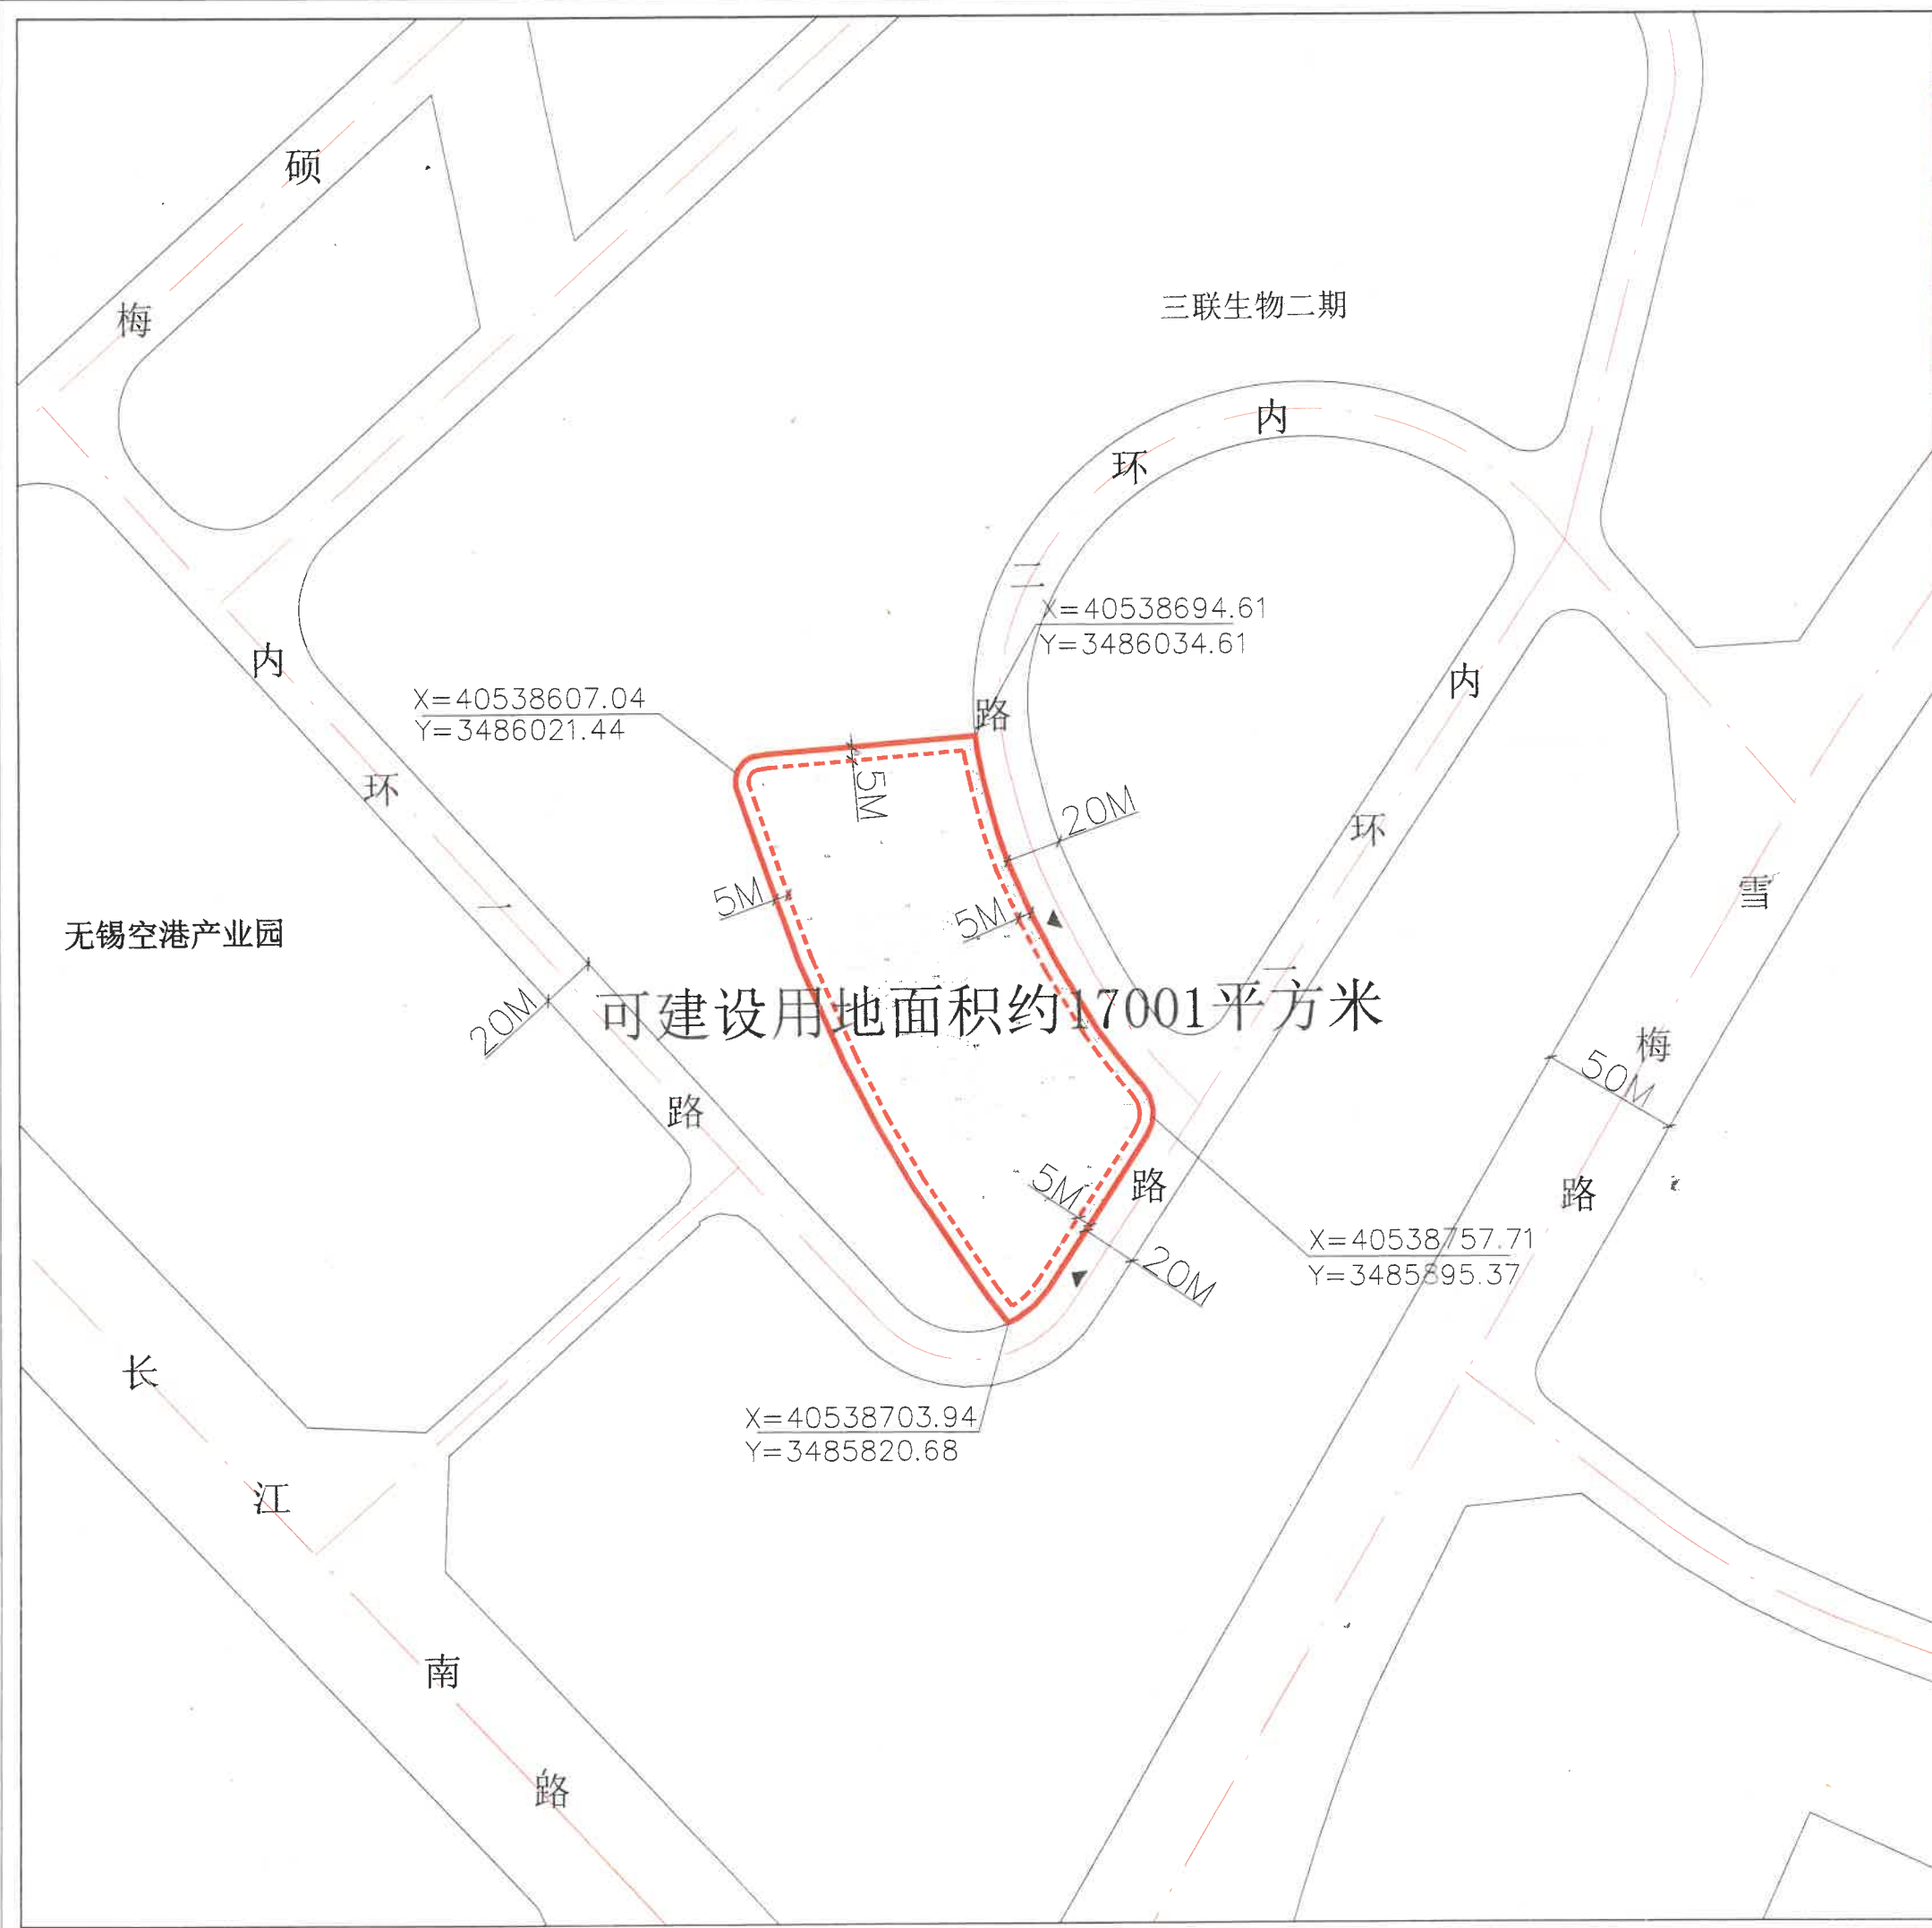 硕
梅
三联生物二期
内
环
二
路
X=40538694.61
Y=3486034.61
内
环
一
路
X=40538607.04
Y=3486021.44
内
环
一
路
5M
20M
5M
5M
雪
梅
路
无锡空港产业园
可建设用地面积约17001平方米
20M
50M
5M
20M
X=40538757.71
Y=3485895.37
X=40538703.94
Y=3485820.68
长
江
南
路